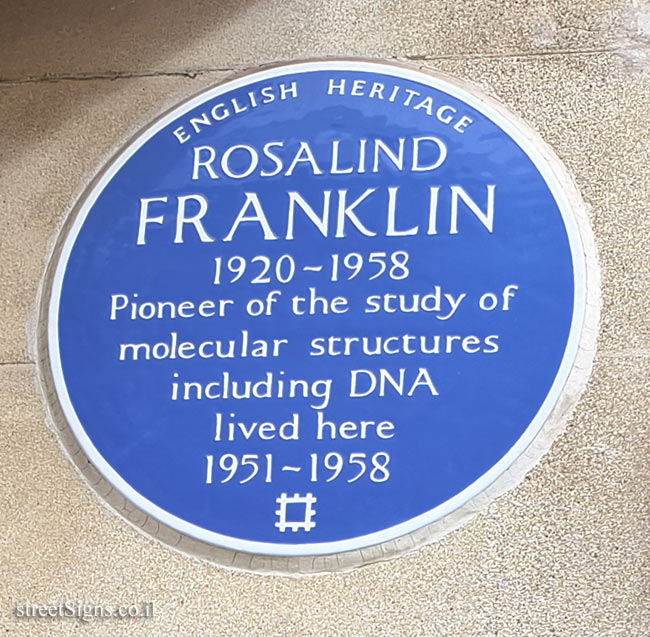 ENGLISH HERITAGE
ROSALIND
FRANKLIN
1920~1958
Pioneer of the study of
molecular structures
including DNA
lived here
1951~1958
streetSigns.co.il